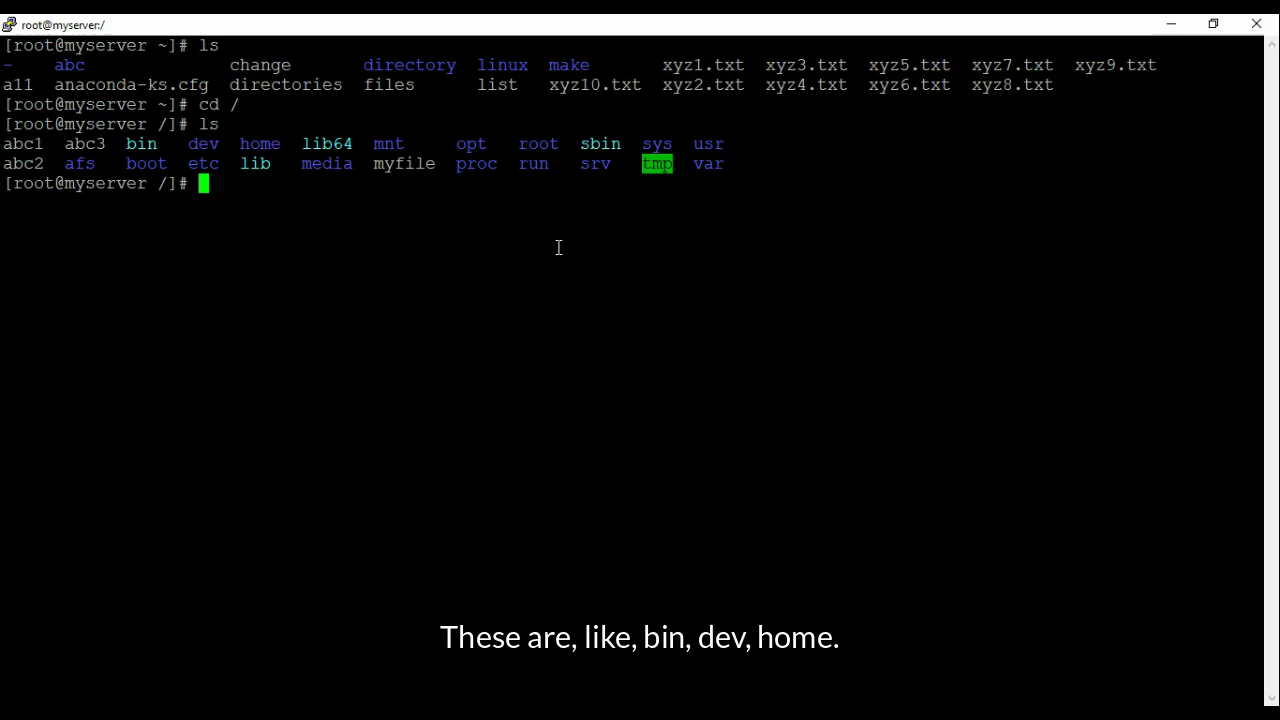 root@myserver:/
[root@myserver ~]# ls
-    abc              change       directory  linux  make       xyz1.txt  xyz3.txt  xyz5.txt  xyz7.txt  xyz9.txt
a11  anaconda-ks.cfg  directories  files      list   xyz10.txt  xyz2.txt  xyz4.txt  xyz6.txt  xyz8.txt
[root@myserver ~]# cd /
[root@myserver /]# ls
abc1  abc3  bin   dev  home  lib64  mnt     opt   root  sbin  sys  usr
abc2  afs   boot  etc  lib   media  myfile  proc  run   srv   tmp  var
[root@myserver /]#
These are, like, bin, dev, home.